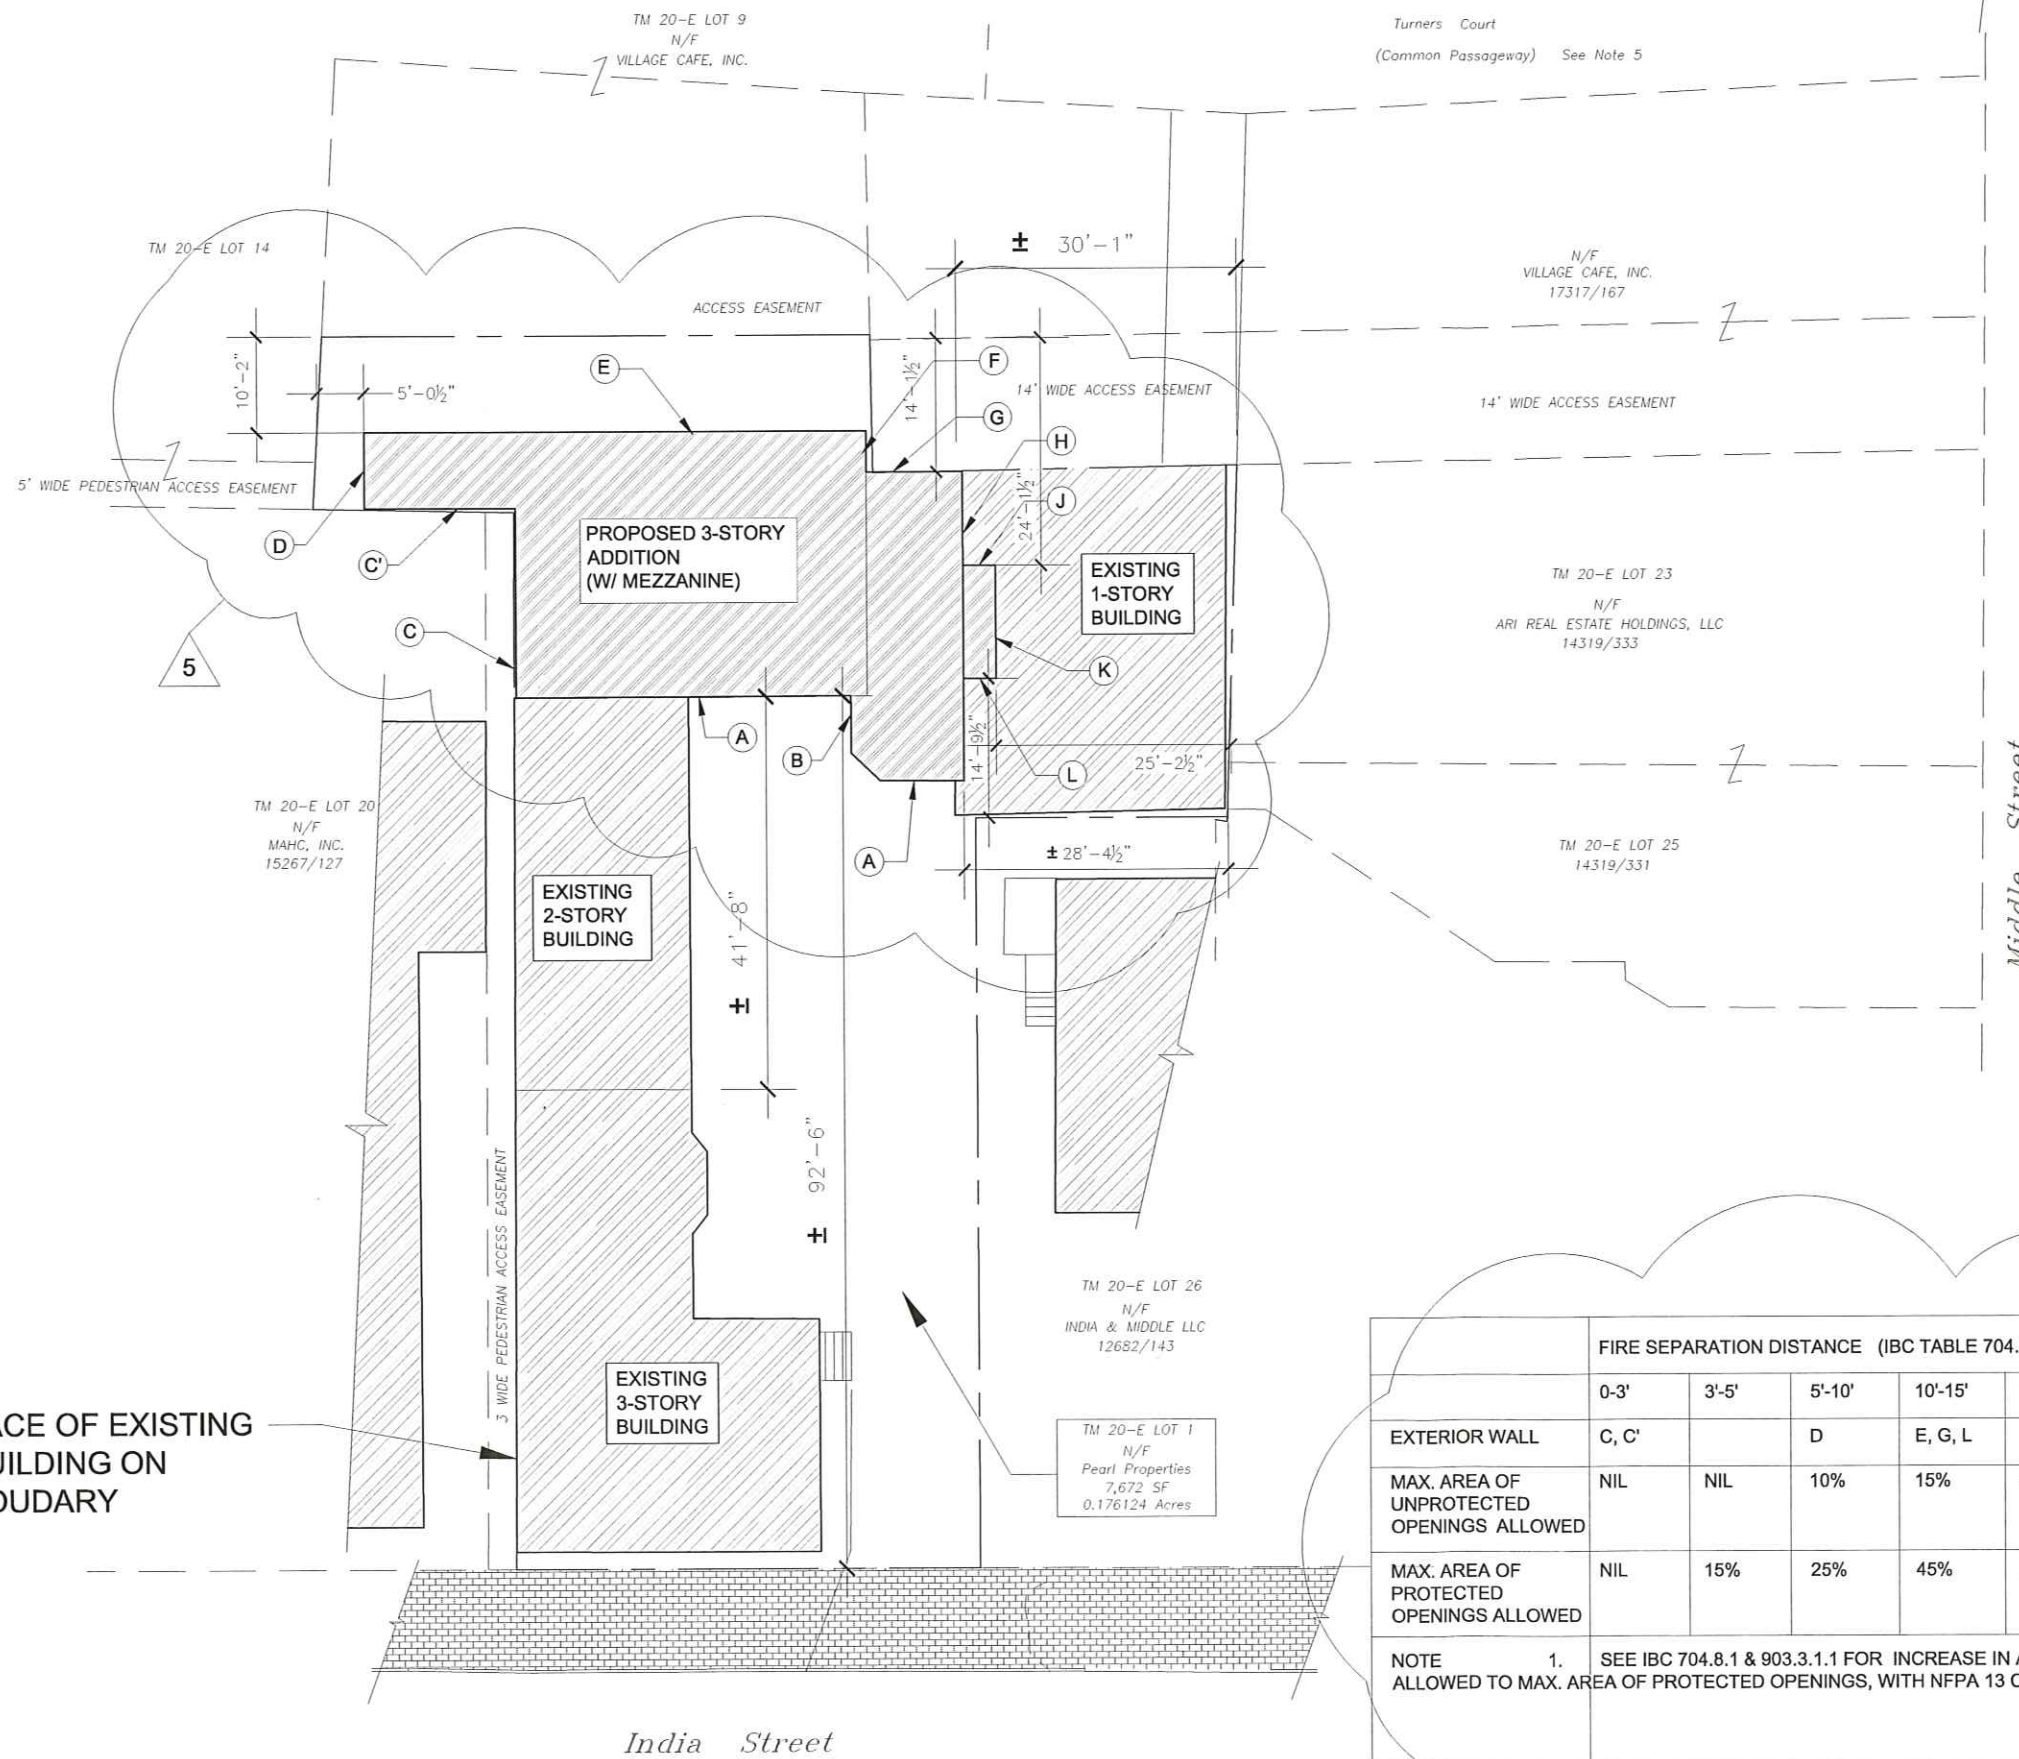 TM 20-E LOT 9
N/F
VILLAGE CAFE, INC.
Turners Court
(Common Passageway) See Note 5
TM 20-E LOT 14
± 30'-1"
N/F
VILLAGE CAFE, INC.
17317/167
ACCESS EASEMENT
10'-2"
5'-0½"
E
14'-1½"
F
14' WIDE ACCESS EASEMENT
14' WIDE ACCESS EASEMENT
G
H
5' WIDE PEDESTRIAN ACCESS EASEMENT
24'-1½"
J
D
C'
PROPOSED 3-STORY
ADDITION
(W/ MEZZANINE)
EXISTING
1-STORY
BUILDING
TM 20-E LOT 23
N/F
ARI REAL ESTATE HOLDINGS, LLC
14319/333
C
5
K
A
B
14'-9½"
L
25'-2½"
Middle Street
TM 20-E LOT 20
N/F
MAHC, INC.
15267/127
A
± 28'-4½"
TM 20-E LOT 25
14319/331
EXISTING
2-STORY
BUILDING
± 41'-8"
± 92'-6"
3 WIDE PEDESTRIAN ACCESS EASEMENT
TM 20-E LOT 26
N/F
INDIA & MIDDLE LLC
12682/143
EXISTING
3-STORY
BUILDING
ACE OF EXISTING
UILDING ON
OUDARY
TM 20-E LOT 1
N/F
Pearl Properties
7,672 SF
0.176124 Acres
FIRE SEPARATION DISTANCE (IBC TABLE 704.
0-3' 3'-5' 5'-10' 10'-15'
EXTERIOR WALL C, C' D E, G, L
MAX. AREA OF
UNPROTECTED
OPENINGS ALLOWED NIL NIL 10% 15%
MAX. AREA OF
PROTECTED
OPENINGS ALLOWED NIL 15% 25% 45%
NOTE 1. SEE IBC 704.8.1 & 903.3.1.1 FOR INCREASE IN
ALLOWED TO MAX. AREA OF PROTECTED OPENINGS, WITH NFPA 13
India Street